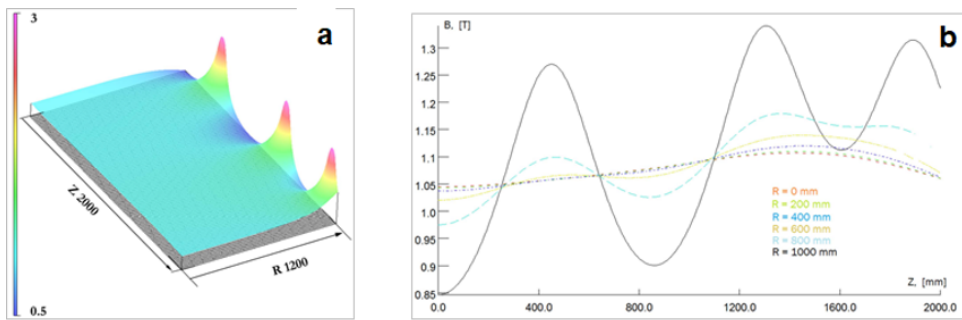 3
a
Z 2000
R 1200
0.5
B, [T]
b
1.3
1.25
1.2
1.15
1.1
1.05
1.0
0.95
0.9
0.85
R = 0 mm
R = 200 mm
R = 400 mm
R = 600 mm
R = 800 mm
R = 1000 mm
Z, [mm]
0.0
400.0
800.0
1200.0
1600.0
2000.0